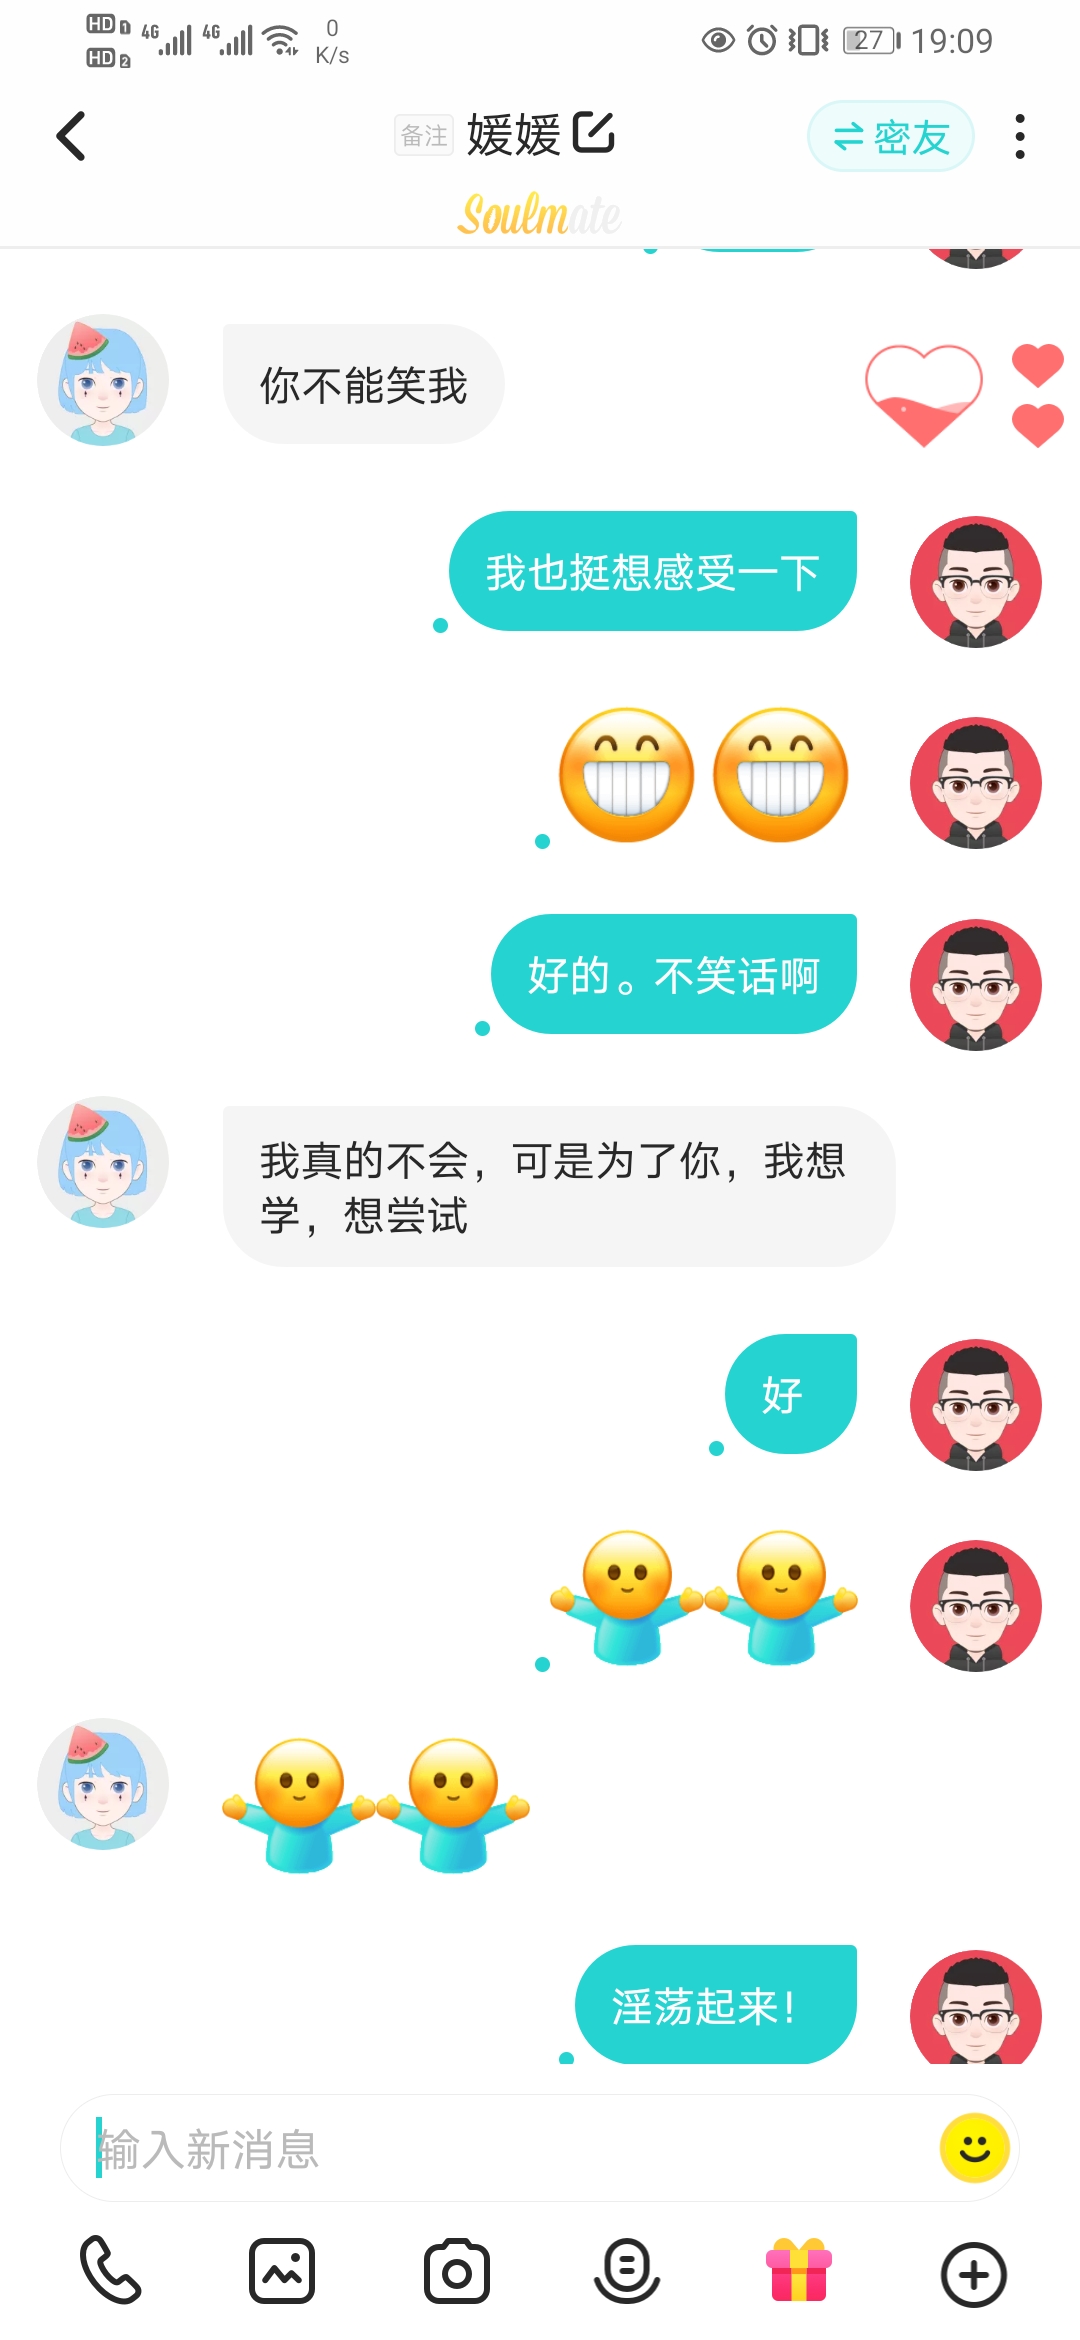 HD 1 4G 4G 0
HD 2 K/s
27 19:09
备注 媛媛 密友
Soulmate
你不能笑我
我也挺想感受一下
好的。不笑话啊
我真的不会，可是为了你，我想
学，想尝试
好
淫荡起来！
输入新消息